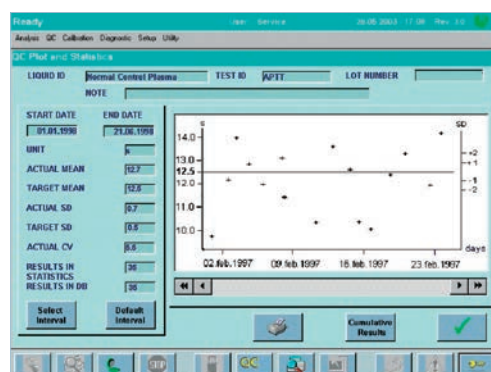 Ready User Service 26.06.2003 17:09 Rev 3.0
Analysis QC Calibration Diagnostic Setup Utility
QC Plot and Statistics
LIQUID ID Normal Control Plasma TEST ID APTT LOT NUMBER
NOTE
START DATE END DATE
01.01.1998 21.06.1998
UNIT s
ACTUAL MEAN 12.7
TARGET MEAN 12.5
ACTUAL SD 0.7
TARGET SD 0.5
ACTUAL CV
RESULTS IN STATISTICS 36
RESULTS IN DB 36
Select Interval
Default Interval
s SD
14.0
13.0
12.5
12.0
11.0
10.0
+2
+1
-1
-2
days
02.feb.1997 09.feb.1997 16.feb.1997 23.feb.1997
Cumulative Results
STOP
QC